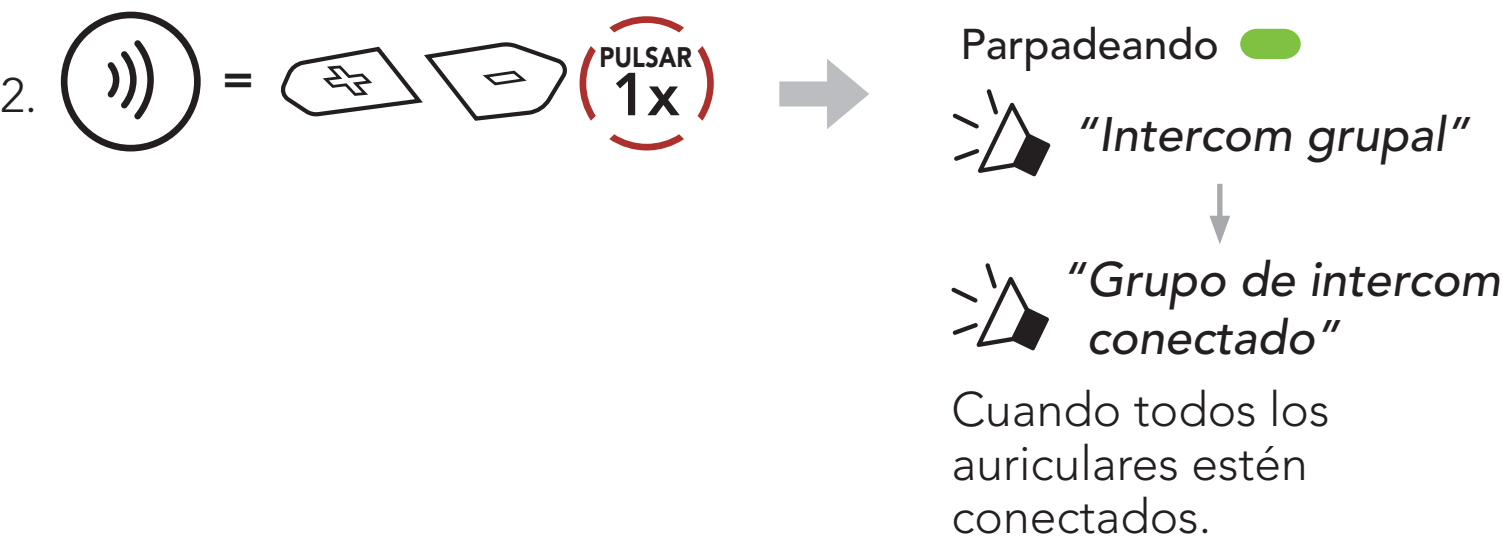 2. = + - PULSAR 1x
Parpadeando
“Intercom grupal”
“Grupo de intercom
conectado”
Cuando todos los
auriculares estén
conectados.